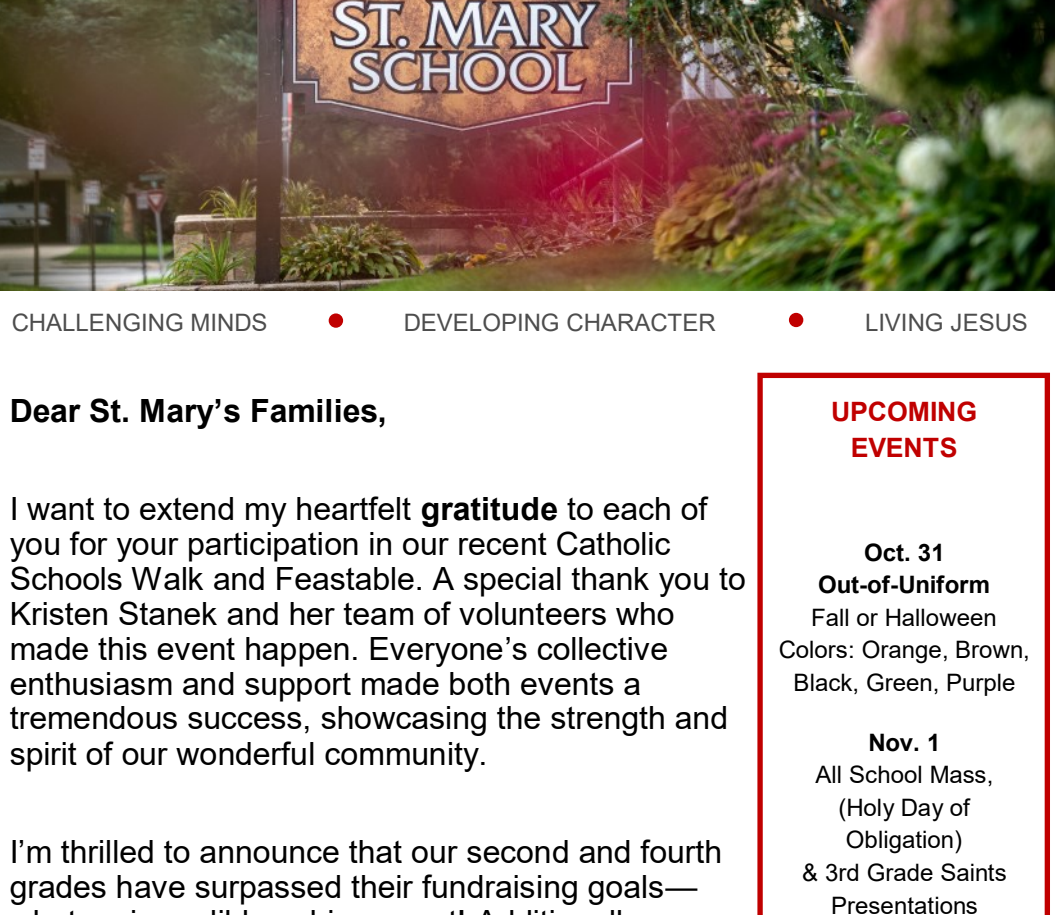 ST. MARY
SCHOOL
CHALLENGING MINDS ● DEVELOPING CHARACTER ● LIVING JESUS
Dear St. Mary’s Families,
I want to extend my heartfelt gratitude to each of
you for your participation in our recent Catholic
Schools Walk and Feastable. A special thank you to
Kristen Stanek and her team of volunteers who
made this event happen. Everyone’s collective
enthusiasm and support made both events a
tremendous success, showcasing the strength and
spirit of our wonderful community.
I’m thrilled to announce that our second and fourth
grades have surpassed their fundraising goals—
UPCOMING
EVENTS
Oct. 31
Out-of-Uniform
Fall or Halloween
Colors: Orange, Brown,
Black, Green, Purple
Nov. 1
All School Mass,
(Holy Day of
Obligation)
& 3rd Grade Saints
Presentations